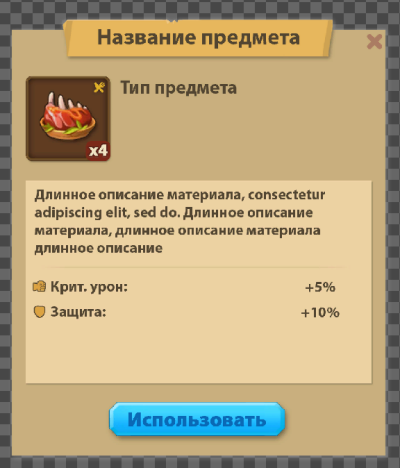 Название предмета
Тип предмета
x4
Длинное описание материала, consectetur
adipiscing elit, sed do. Длинное описание
материала, длинное описание материала
длинное описание
Крит. урон: +5%
Защита: +10%
Использовать